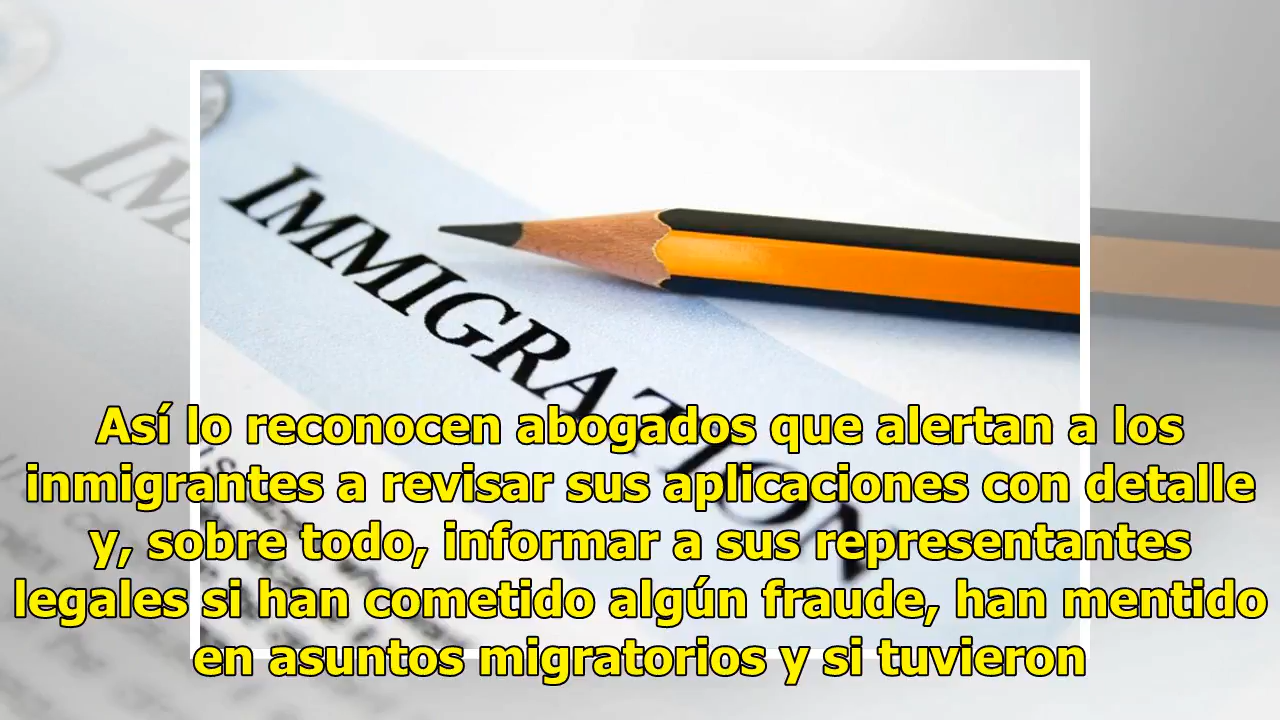 IMMIGRATION
Así lo reconocen abogados que alertan a los
inmigrantes a revisar sus aplicaciones con detalle
y, sobre todo, informar a sus representantes
legales si han cometido algún fraude, han mentido
en asuntos migratorios y si tuvieron